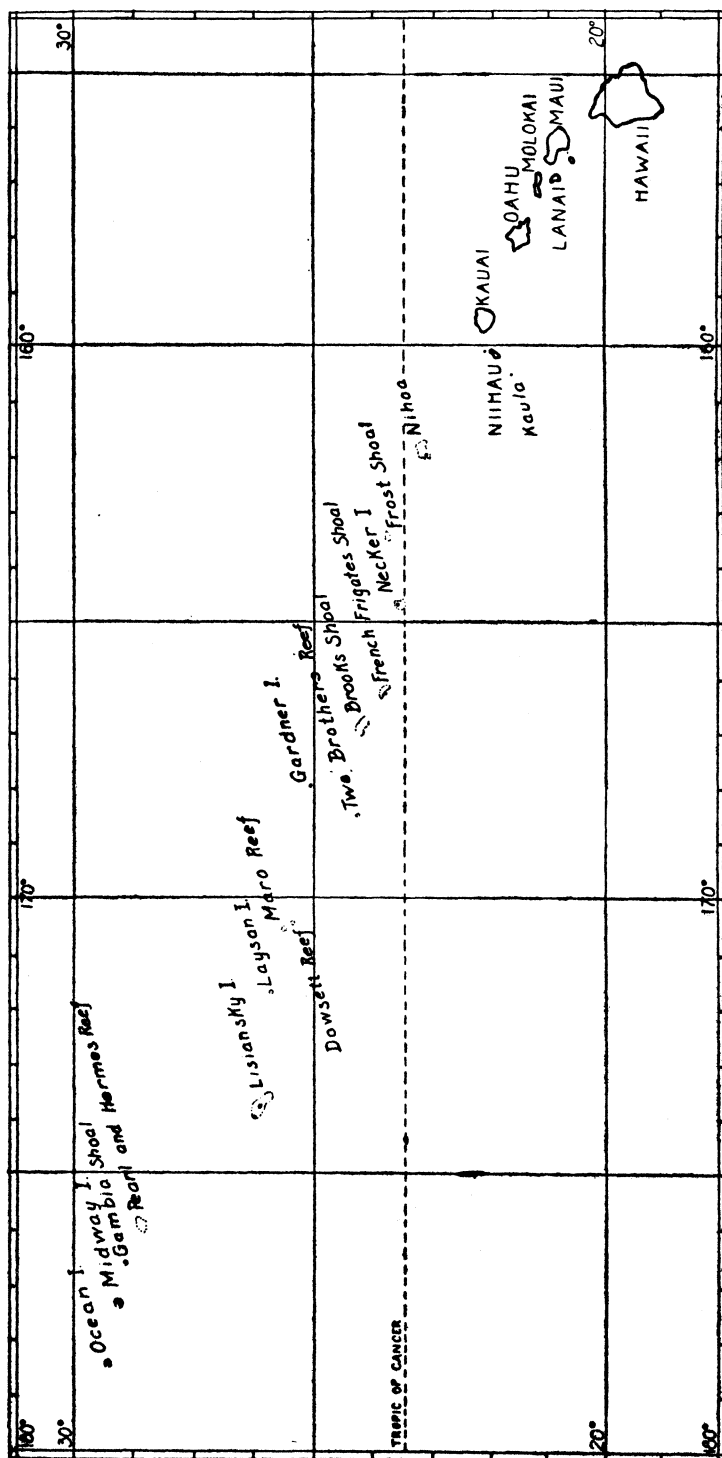 180°
170°
160°
30°
30°
Ocean I.
Midway I.
Gambia Shoal
Pearl and Hermes Reef
Lisiansky I.
Laysan I.
Maro Reef
Dowsett Reef
Gardner I.
Two Brothers Reef
Brooks Shoal
French Frigates Shoal
Necker I
Frost Shoal
Nihoa
TROPIC OF CANCER
NIIHAU
Kaula
KAUAI
OAHU
MOLOKAI
LANAI
MAUI
HAWAII
20°
20°
180°
170°
160°